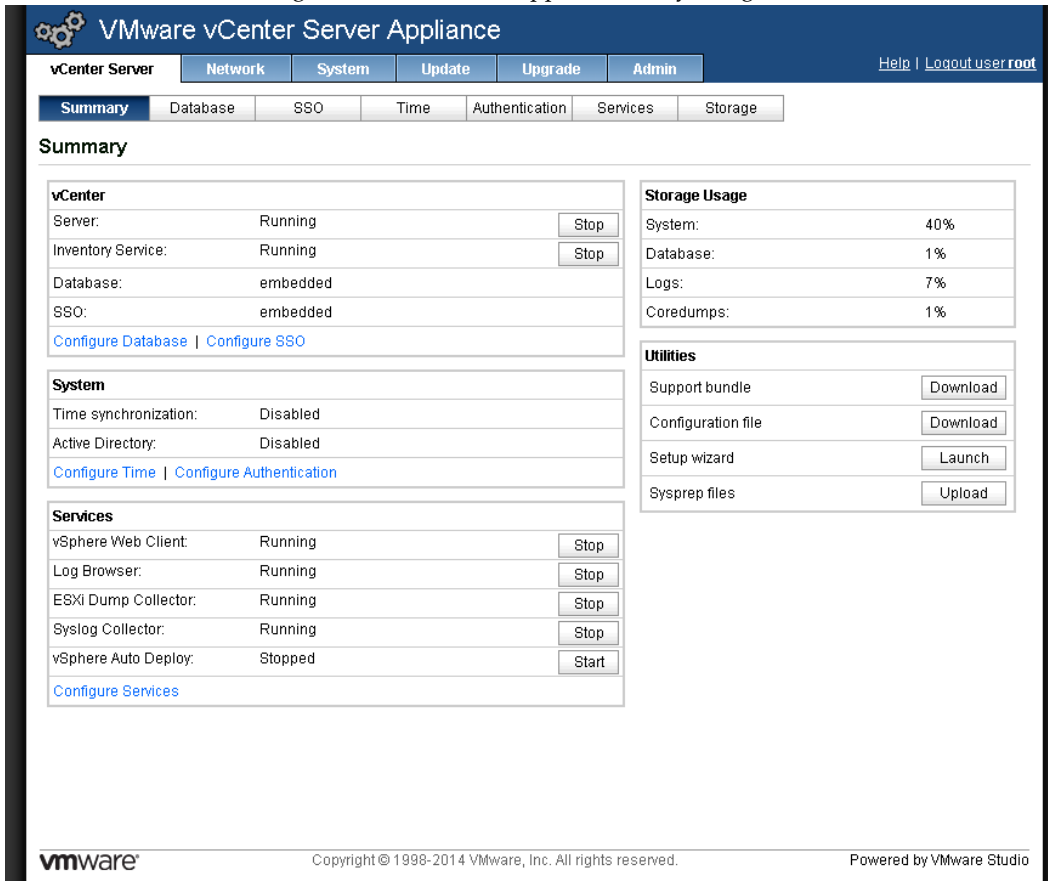 VMware vCenter Server Appliance
vCenter Server Network System Update Upgrade Admin Help | Logout user root
Summary Database SSO Time Authentication Services Storage
Summary
vCenter
Server: Running Stop
Inventory Service: Running Stop
Database: embedded
SSO: embedded
Configure Database | Configure SSO
System
Time synchronization: Disabled
Active Directory: Disabled
Configure Time | Configure Authentication
Services
vSphere Web Client: Running Stop
Log Browser: Running Stop
ESXi Dump Collector: Running Stop
Syslog Collector: Running Stop
vSphere Auto Deploy: Stopped Start
Configure Services
Storage Usage
System: 40%
Database: 1%
Logs: 7%
Coredumps: 1%
Utilities
Support bundle Download
Configuration file Download
Setup wizard Launch
Sysprep files Upload
vmware Copyright © 1998-2014 VMware, Inc. All rights reserved. Powered by VMware Studio